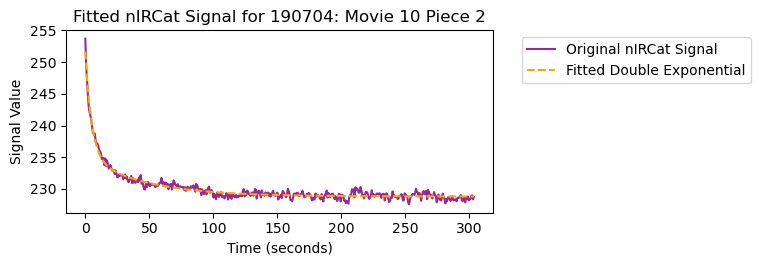 Fitted nIRCat Signal for 190704: Movie 10 Piece 2
Signal Value
255
250
245
240
235
230
0
50
100
150
200
250
300
Time (seconds)
Original nIRCat Signal
Fitted Double Exponential